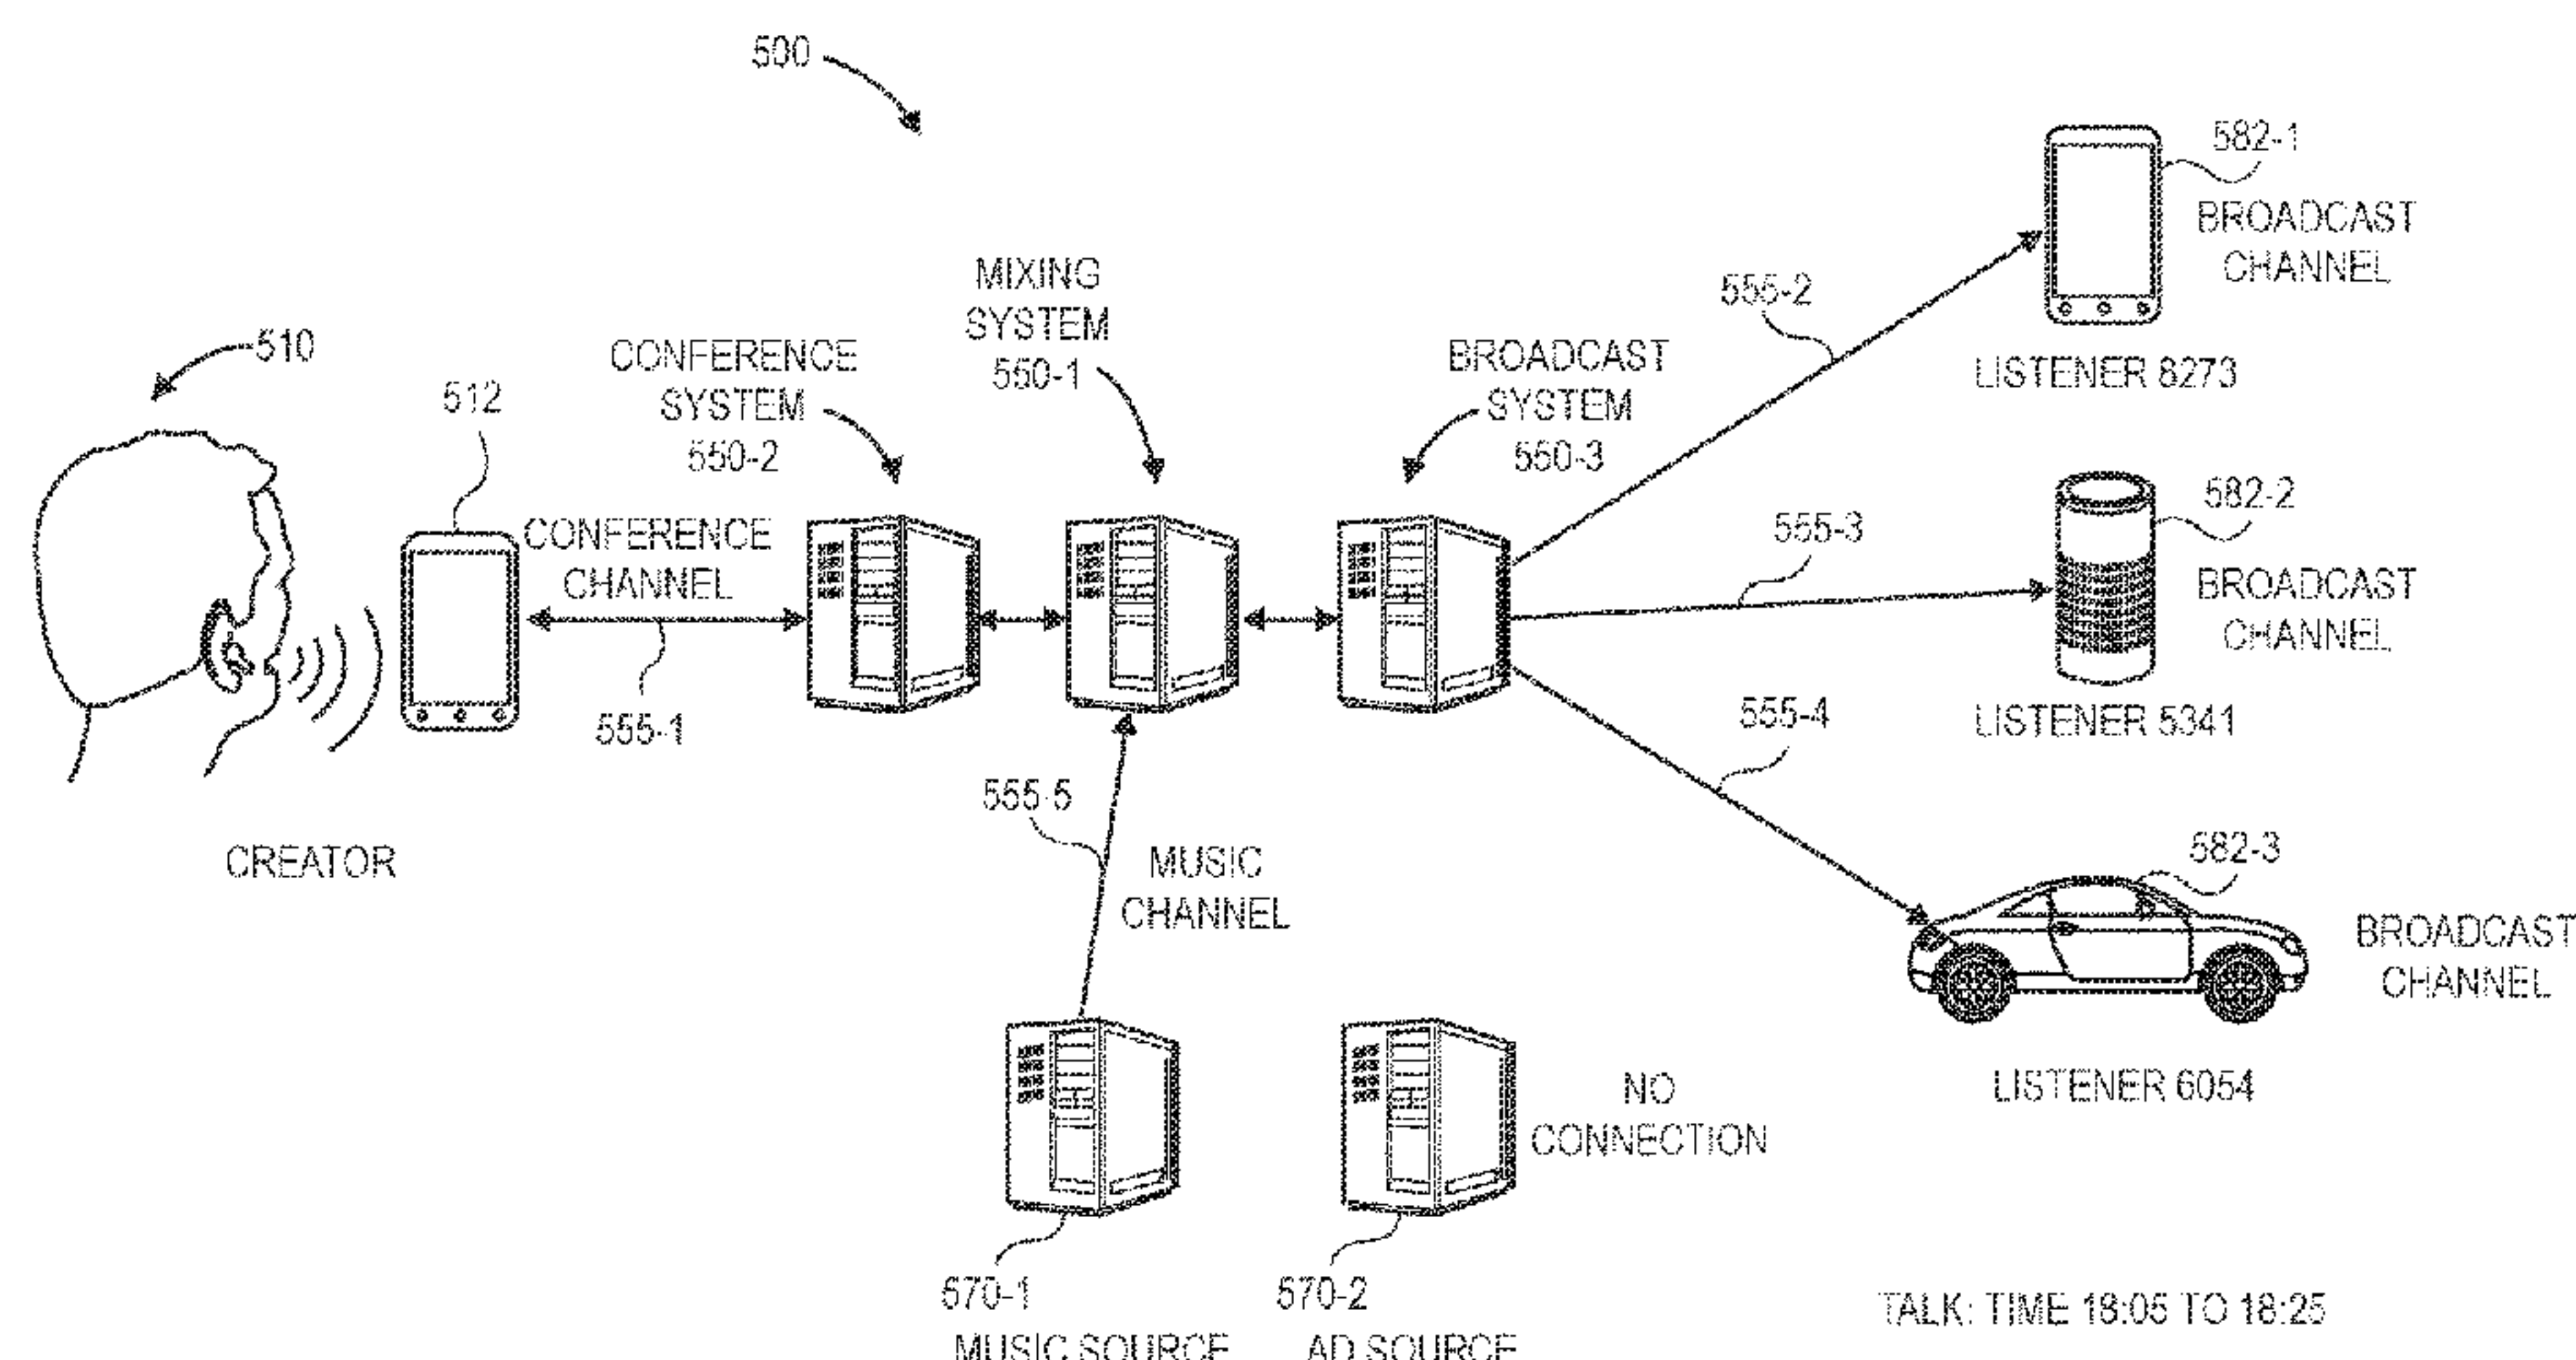 500
582-1
BROADCAST
CHANNEL
LISTENER 8273
555-2
MIXING
SYSTEM
550-1
510
CONFERENCE
SYSTEM
550-2
BROADCAST
SYSTEM
550-3
512
CONFERENCE
CHANNEL
555-1
582-2
555-3
BROADCAST
CHANNEL
LISTENER 5341
555-4
555-5
MUSIC
CHANNEL
CREATOR
582-3
BROADCAST
CHANNEL
LISTENER 6054
NO
CONNECTION
570-1
MUSIC SOURCE
570-2
AD SOURCE
TALK: TIME 18:05 TO 18:25